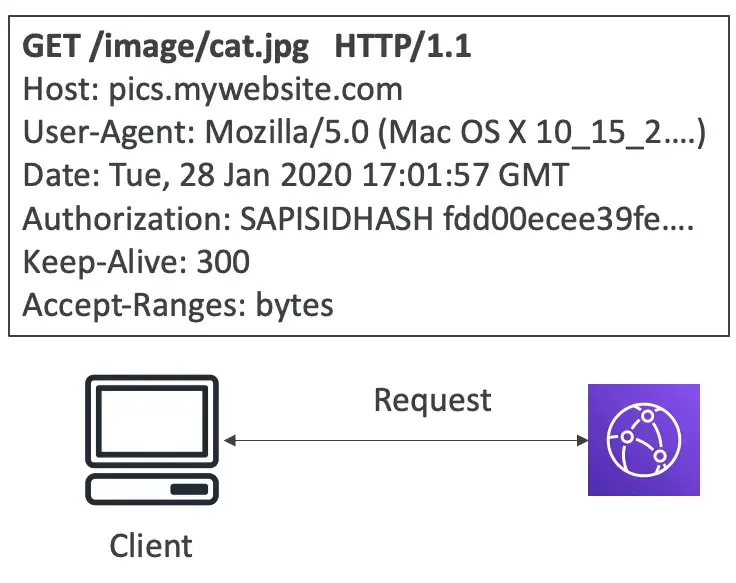 GET /image/cat.jpg HTTP/1.1
Host: pics.mywebsite.com
User-Agent: Mozilla/5.0 (Mac OS X 10_15_2....)
Date: Tue, 28 Jan 2020 17:01:57 GMT
Authorization: SAPISIDHASH fdd00ecee39fe....
Keep-Alive: 300
Accept-Ranges: bytes
Request
Client